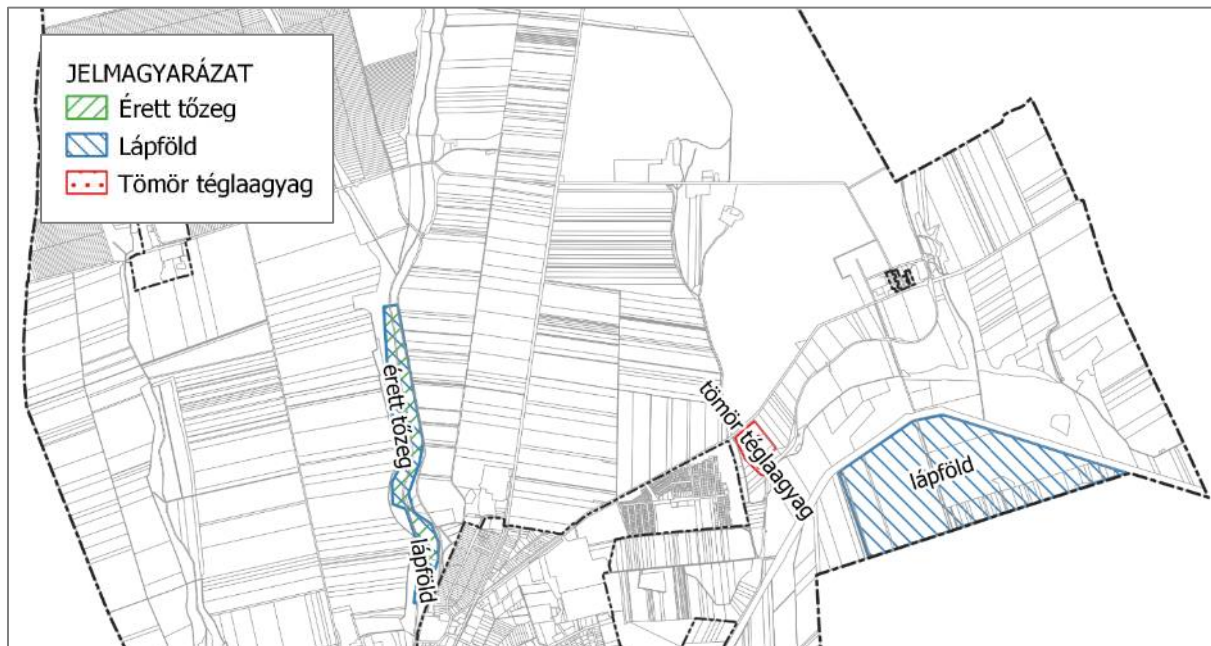 JELMAGYARÁZAT
Érett tőzeg
Lápföld
Tömör téglaagyag
érett tőzeg
lápföld
tömör téglaagyag
lápföld